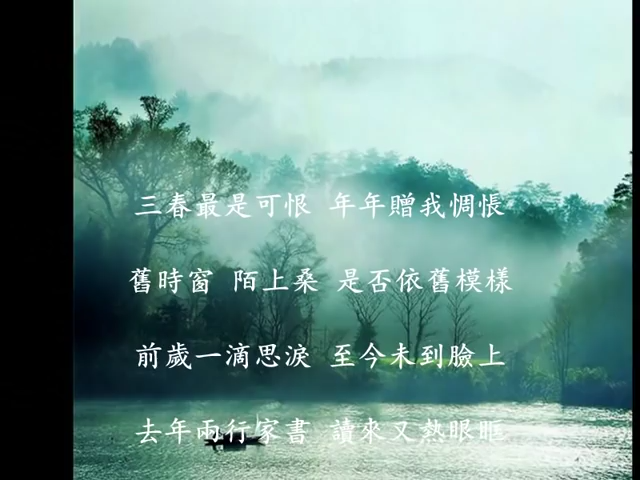 三春最是可恨 年年贈我惆悵
舊時窗 陌上桑 是否依舊模樣
前歲一滴思淚 至今未到臉上
去年兩行家書 讀來又熱眼眶